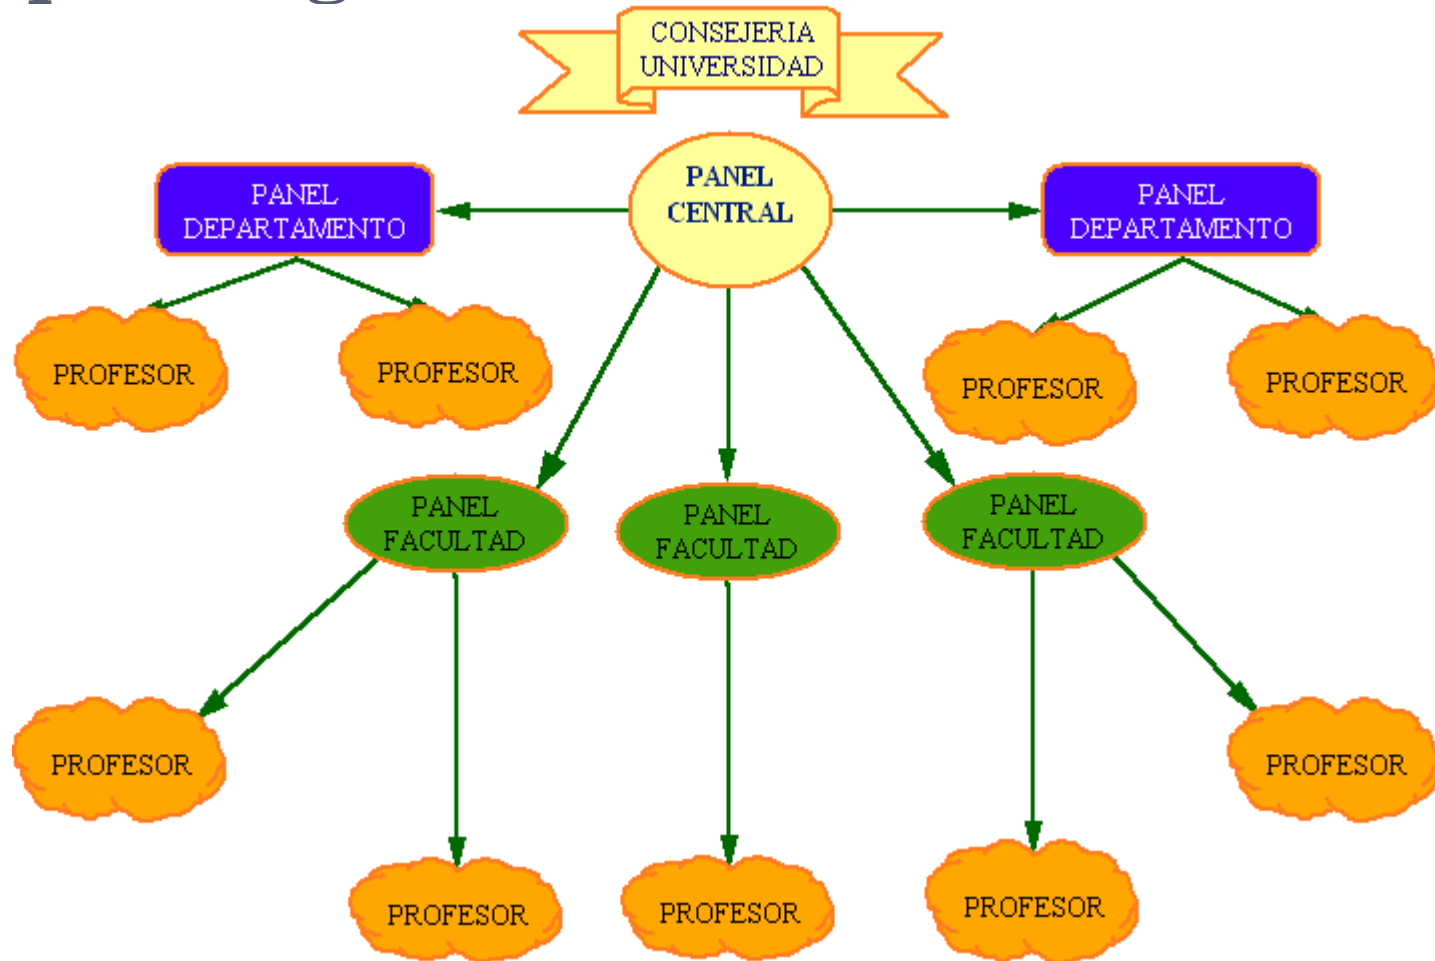 CONSEJERIA
UNIVERSIDAD
PANEL
CENTRAL
PANEL
DEPARTAMENTO
PANEL
DEPARTAMENTO
PROFESOR
PROFESOR
PROFESOR
PROFESOR
PANEL
FACULTAD
PANEL
FACULTAD
PANEL
FACULTAD
PROFESOR
PROFESOR
PROFESOR
PROFESOR
PROFESOR